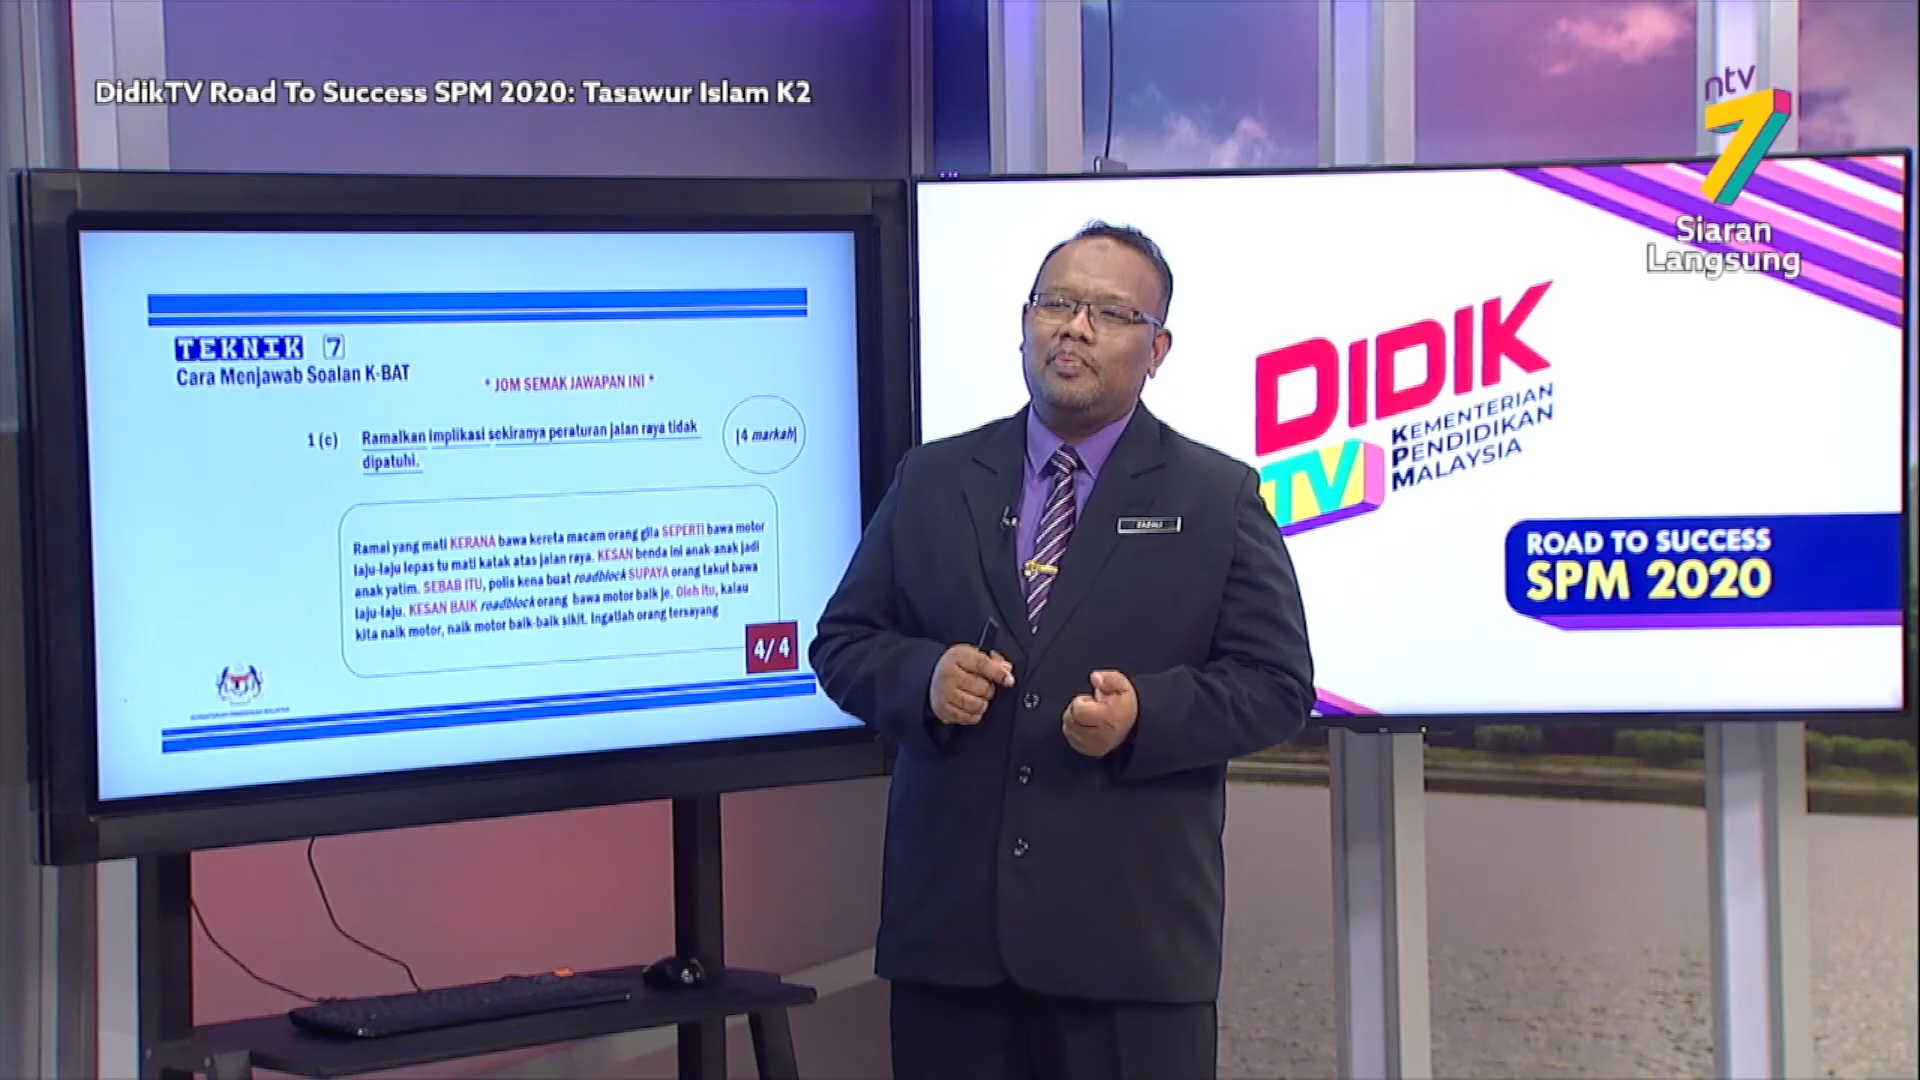 DidikTV Road To Success SPM 2020: Tasawur Islam K2
ntv
7
Siaran
Langsung
TEKNIK 7
Cara Menjawab Soalan K-BAT
* JOM SEMAK JAWAPAN INI *
1 (c) Ramalkan implikasi sekiranya peraturan jalan raya tidak
dipatuhi.
[4 markah]
Ramai yang mati KERANA bawa kereta macam orang gila SEPERTI bawa motor
laju-laju lepas tu mati katak atas jalan raya. KESAN benda ini anak-anak jadi
anak yatim. SEBAB ITU, polis kena buat roadblock SUPAYA orang takut bawa
laju-laju. KESAN BAIK roadblock orang bawa motor baik je. Oleh itu, kalau
kita naik motor, naik motor baik-baik sikit. Ingatlah orang tersayang
4/ 4
KEMENTERIAN PENDIDIKAN MALAYSIA
DIDIK
TV
KEMENTERIAN
PENDIDIKAN
MALAYSIA
ROAD TO SUCCESS
SPM 2020